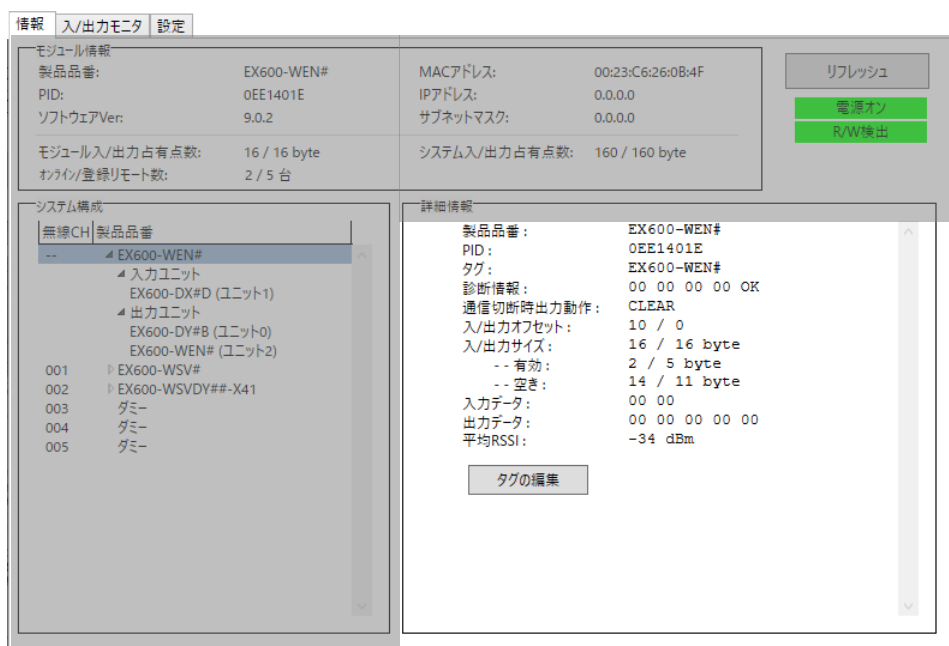 情報 入/出力モニタ 設定
モジュール情報
製品品番: EX600-WEN# MACアドレス: 00:23:C6:26:0B:4F
PID: 0EE1401E IPアドレス: 0.0.0.0
ソフトウェアVer: 9.0.2 サブネットマスク: 0.0.0.0
モジュール入/出力占有点数: 16 / 16 byte システム入/出力占有点数: 160 / 160 byte
オンライン/登録リモート数: 2 / 5 台
リフレッシュ
電源オン
R/W検出
システム構成
無線CH 製品品番
-- EX600-WEN#
入力ユニット
EX600-DX#D (ユニット1)
出力ユニット
EX600-DY#B (ユニット0)
EX600-WEN# (ユニット2)
001 EX600-WSV#
002 EX600-WSVDY##-X41
003 ダミー
004 ダミー
005 ダミー
詳細情報
製品品番: EX600-WEN#
PID: 0EE1401E
タグ: EX600-WEN#
診断情報: 00 00 00 00 OK
通信切断時出力動作: CLEAR
入/出力オフセット: 10 / 0
入/出力サイズ: 16 / 16 byte
-- 有効: 2 / 5 byte
-- 空き: 14 / 11 byte
入力データ: 00 00
出力データ: 00 00 00 00 00
平均RSSI: -34 dBm
タグの編集